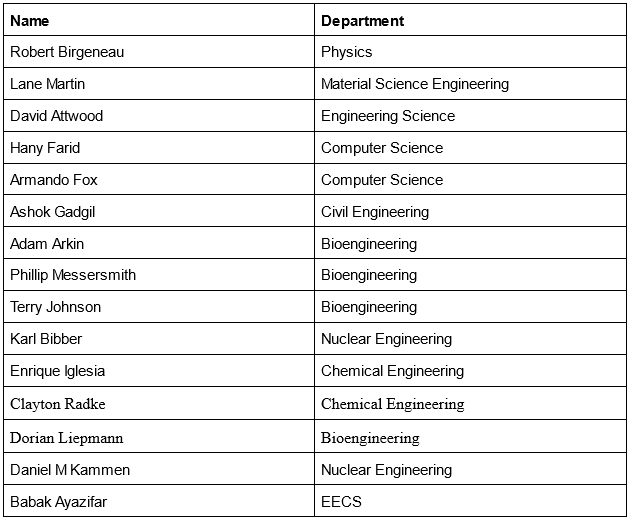 Name Department
Robert Birgeneau Physics
Lane Martin Material Science Engineering
David Attwood Engineering Science
Hany Farid Computer Science
Armando Fox Computer Science
Ashok Gadgil Civil Engineering
Adam Arkin Bioengineering
Phillip Messersmith Bioengineering
Terry Johnson Bioengineering
Karl Bibber Nuclear Engineering
Enrique Iglesia Chemical Engineering
Clayton Radke Chemical Engineering
Dorian Liepmann Bioengineering
Daniel M Kammen Nuclear Engineering
Babak Ayazifar EECS